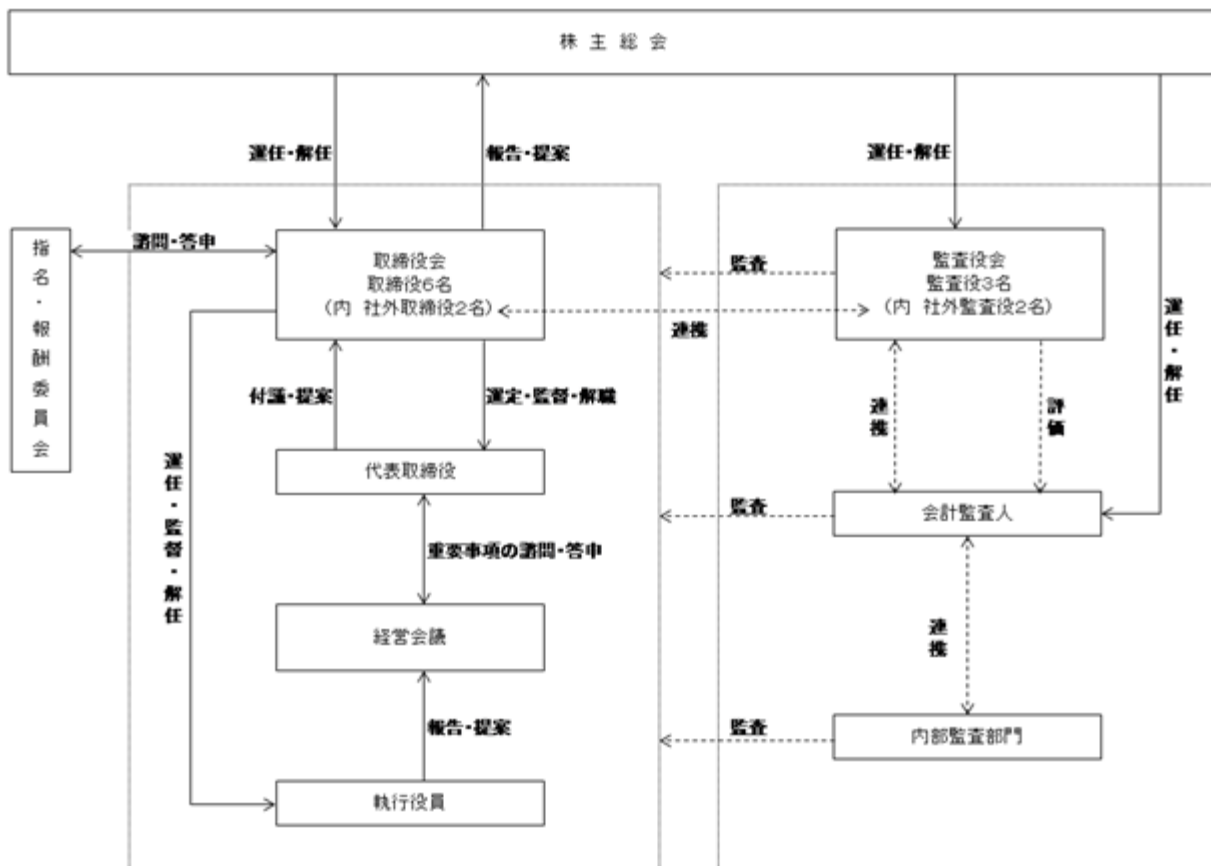 株主総会
選任・解任
報告・提案
選任・解任
選任・解任
指名・報酬委員会
諮問・答申
取締役会
取締役6名
(内 社外取締役2名)
監査
監査役会
監査役3名
(内 社外監査役2名)
連携
付議・提案
選定・監督・解職
連携
評価
選任・監督・解任
代表取締役
監査
会計監査人
重要事項の諮問・答申
経営会議
連携
報告・提案
監査
内部監査部門
執行役員